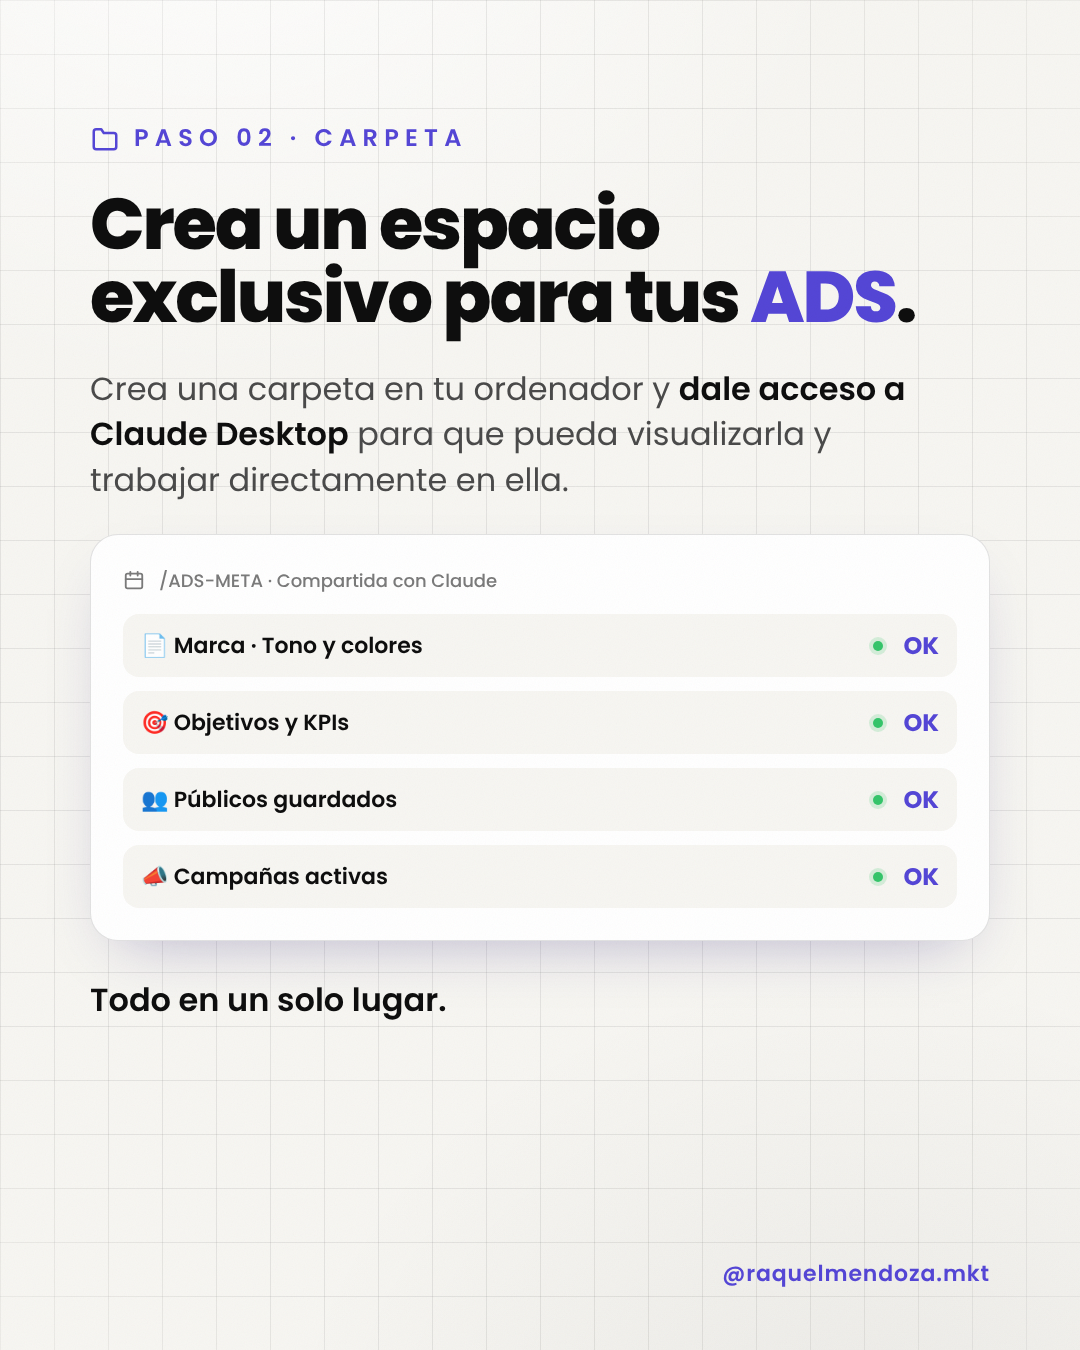 PASO 02 · CARPETA
Crea un espacio
exclusivo para tus ADS.
Crea una carpeta en tu ordenador y dale acceso a
Claude Desktop para que pueda visualizarla y
trabajar directamente en ella.
/ADS-META · Compartida con Claude
Marca · Tono y colores OK
Objetivos y KPIs OK
Públicos guardados OK
Campañas activas OK
Todo en un solo lugar.
@raquelmendoza.mkt